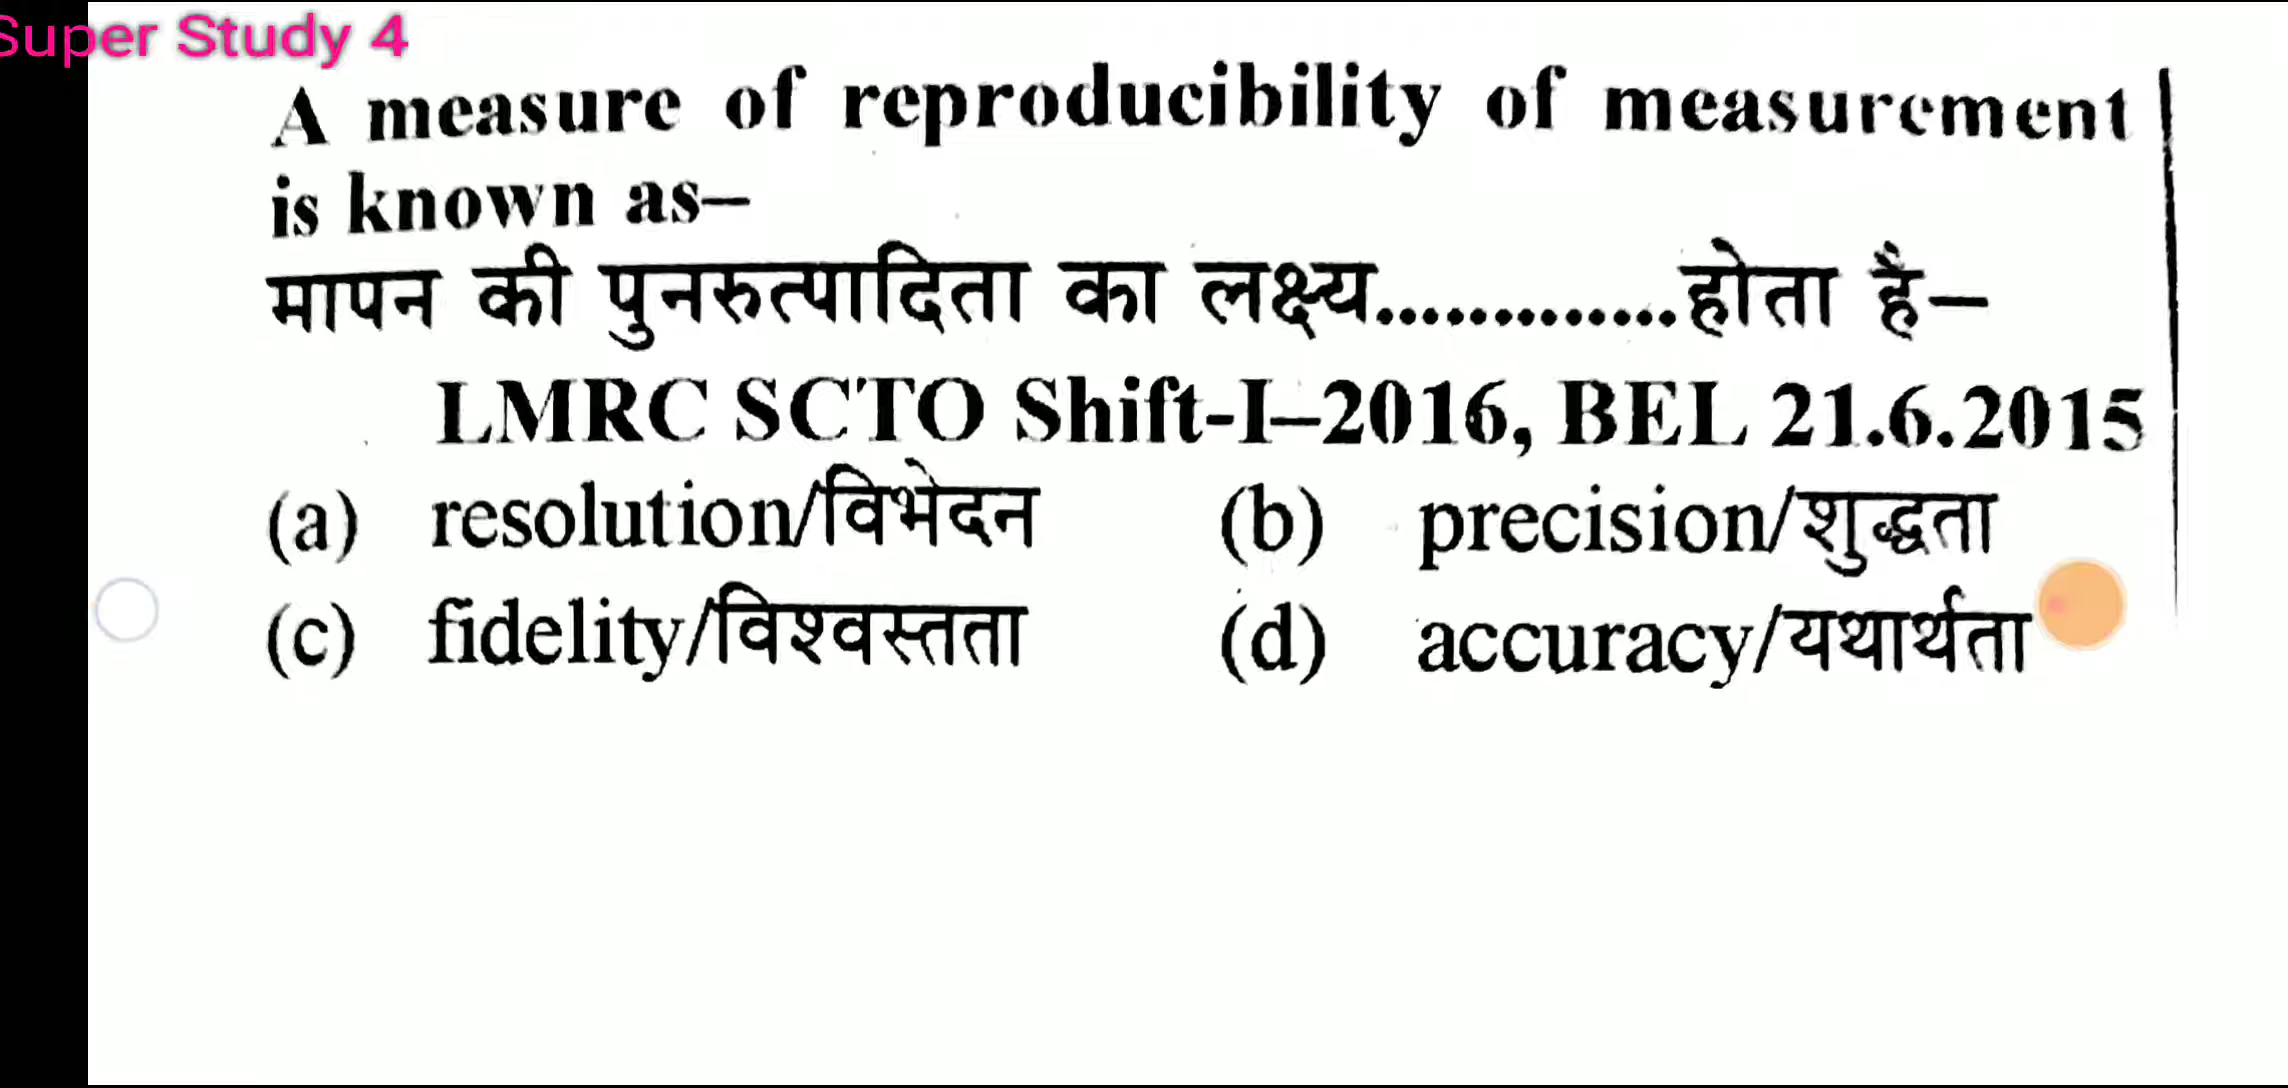 Super Study 4
A measure of reproducibility of measurement
is known as–
मापन की पुनरुत्पादिता का लक्ष्य.............होता है–
LMRC SCTO Shift-I–2016, BEL 21.6.2015
(a) resolution/विभेदन (b) precision/शुद्धता
(c) fidelity/विश्वस्तता (d) accuracy/यथार्थता